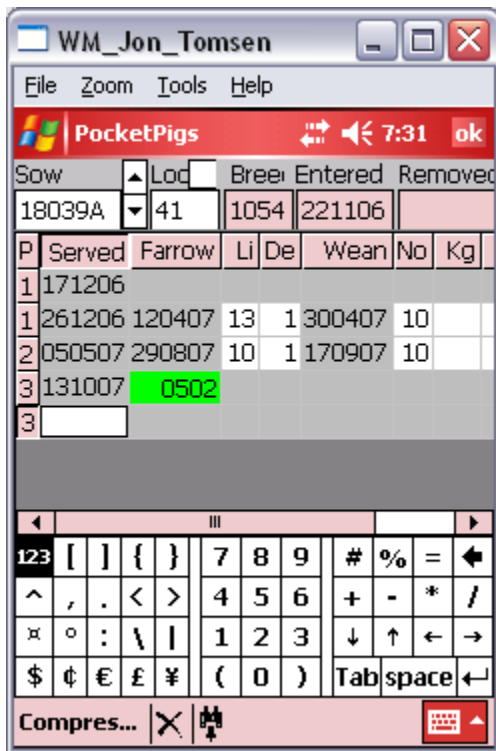 WM_Jon_Tomsen
File Zoom Tools Help
PocketPigs 7:31 ok
Sow Loc Breei Entered Removed
18039A 41 1054 221106
P Served Farrow Li De Wean No Kg
1 171206
1 261206 120407 13 1 300407 10
2 050507 290807 10 1 170907 10
3 131007 0502
3
123 [ ] { } 7 8 9 # % = 
^ , . < > 4 5 6 + - * /
¤ º : \ | 1 2 3 ↓ ↑ ← →
$ ¢ € £ ¥ ( 0 ) Tab space ↵
Compres...